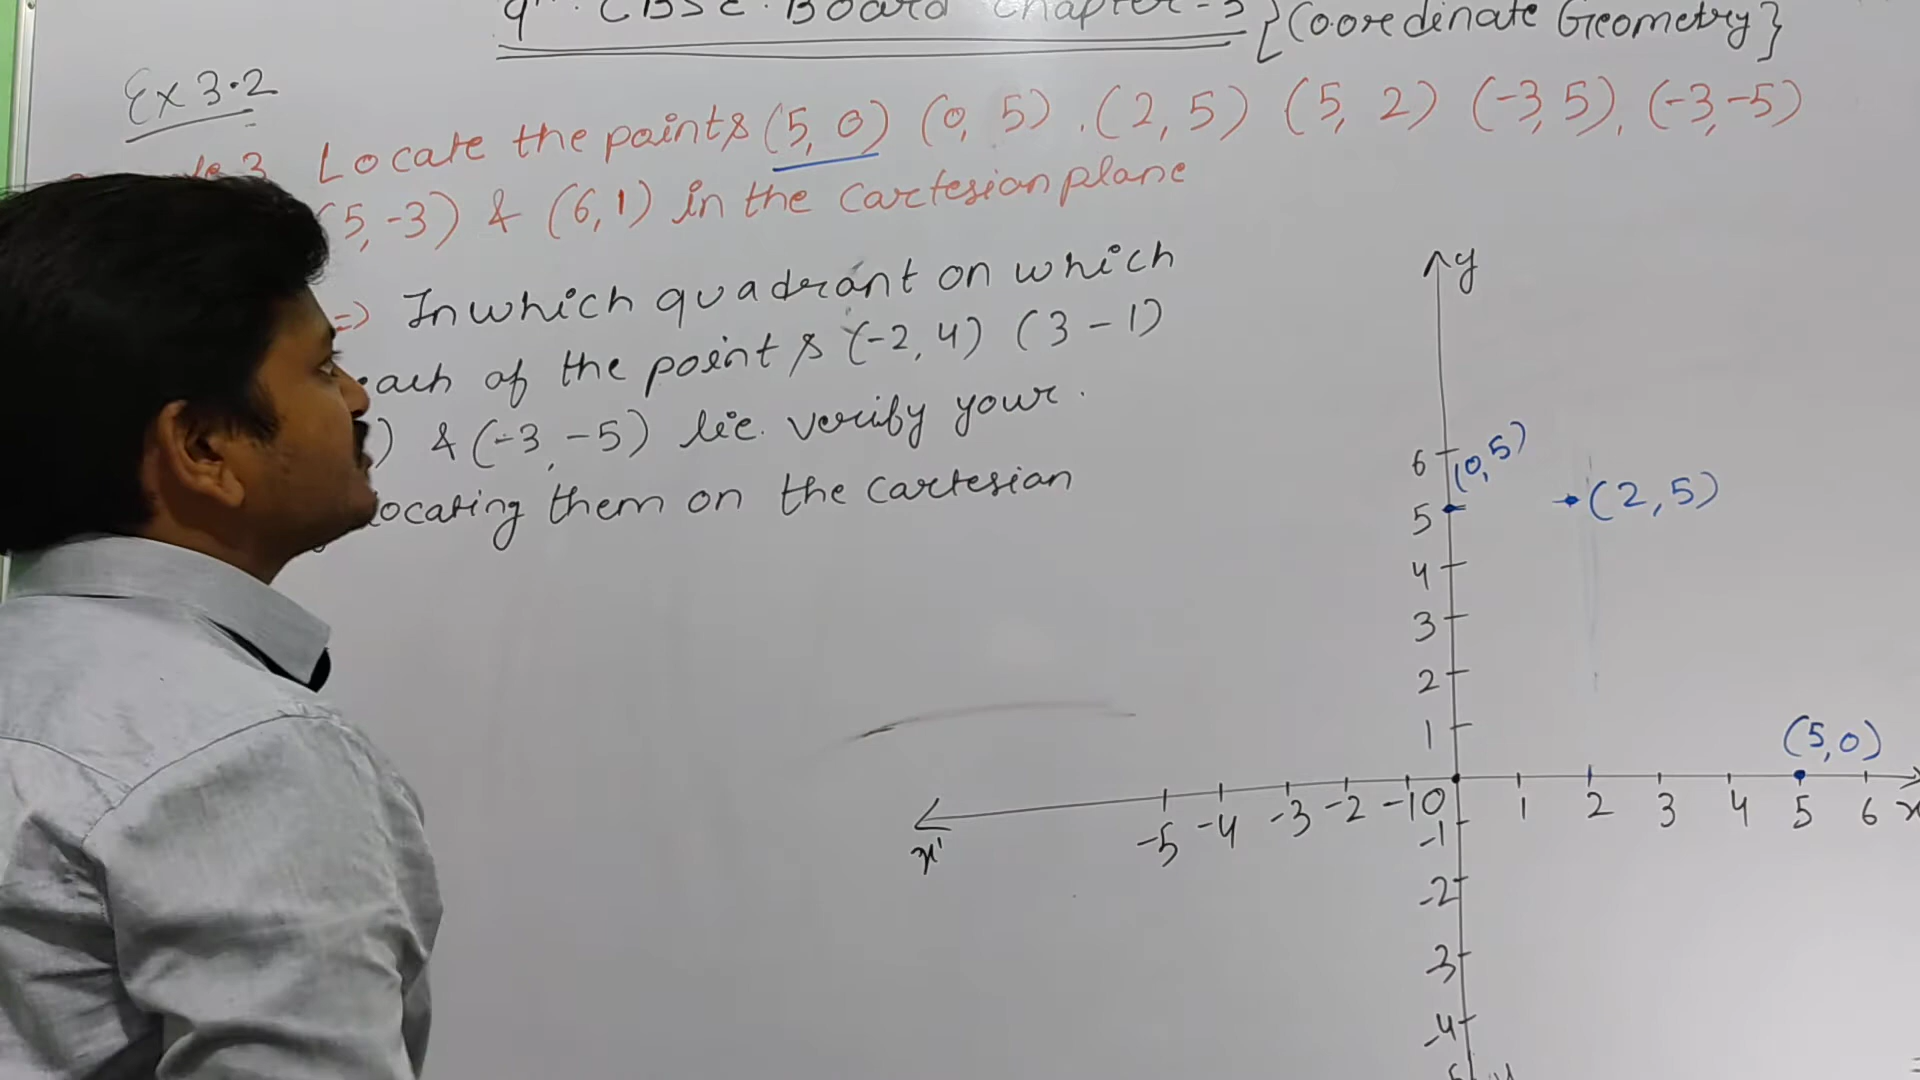 9th. CBSE. Board Chapter-3 [Coordinate Geometry}
Ex 3.2
3 Locate the points (5, 0) (0, 5) . (2, 5) (5, 2) (-3, 5), (-3,-5)
(5, -3) & (6, 1) in the cartesian plane
=> In which quadrant on which
of the points (-2, 4) (3 -1)
) & (-3, -5) lie. verify your.
locating them on the cartesian
y
6 (0, 5)
5 (2, 5)
4
3
2
1 (5, 0)
x' -5 -4 -3 -2 -1 0 1 2 3 4 5 6 x
-1
-2
-3
-4